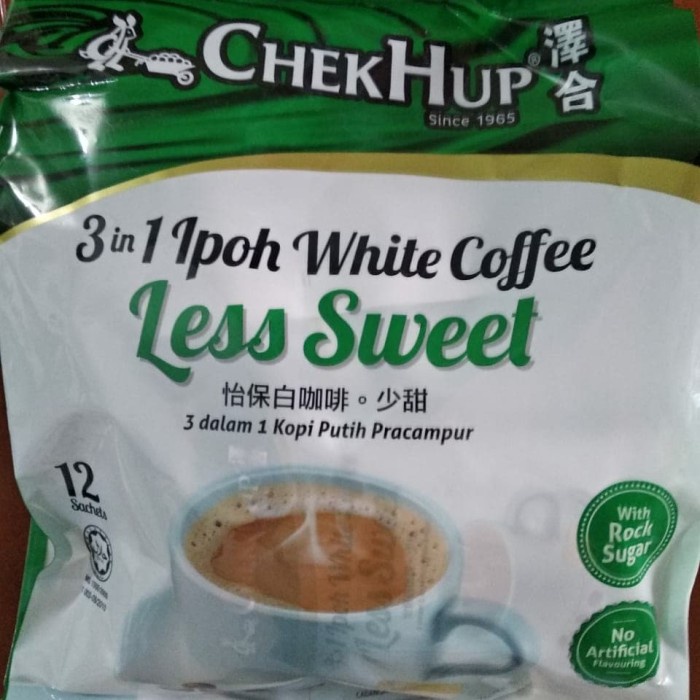 CHEKHUP® 澤合
Since 1965
3 in 1 Ipoh White Coffee
Less Sweet
怡保白咖啡。少甜
3 dalam 1 Kopi Putih Pracampur
12
Sachets
With
Rock
Sugar
No
Artificial
Flavouring